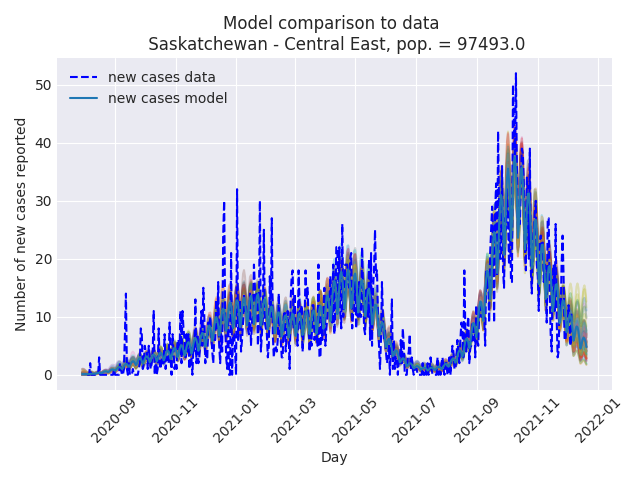 Model comparison to data
Saskatchewan - Central East, pop. = 97493.0
new cases data
new cases model
Number of new cases reported
50
40
30
20
10
0
2020-09
2020-11
2021-01
2021-03
2021-05
2021-07
2021-09
2021-11
2022-01
Day